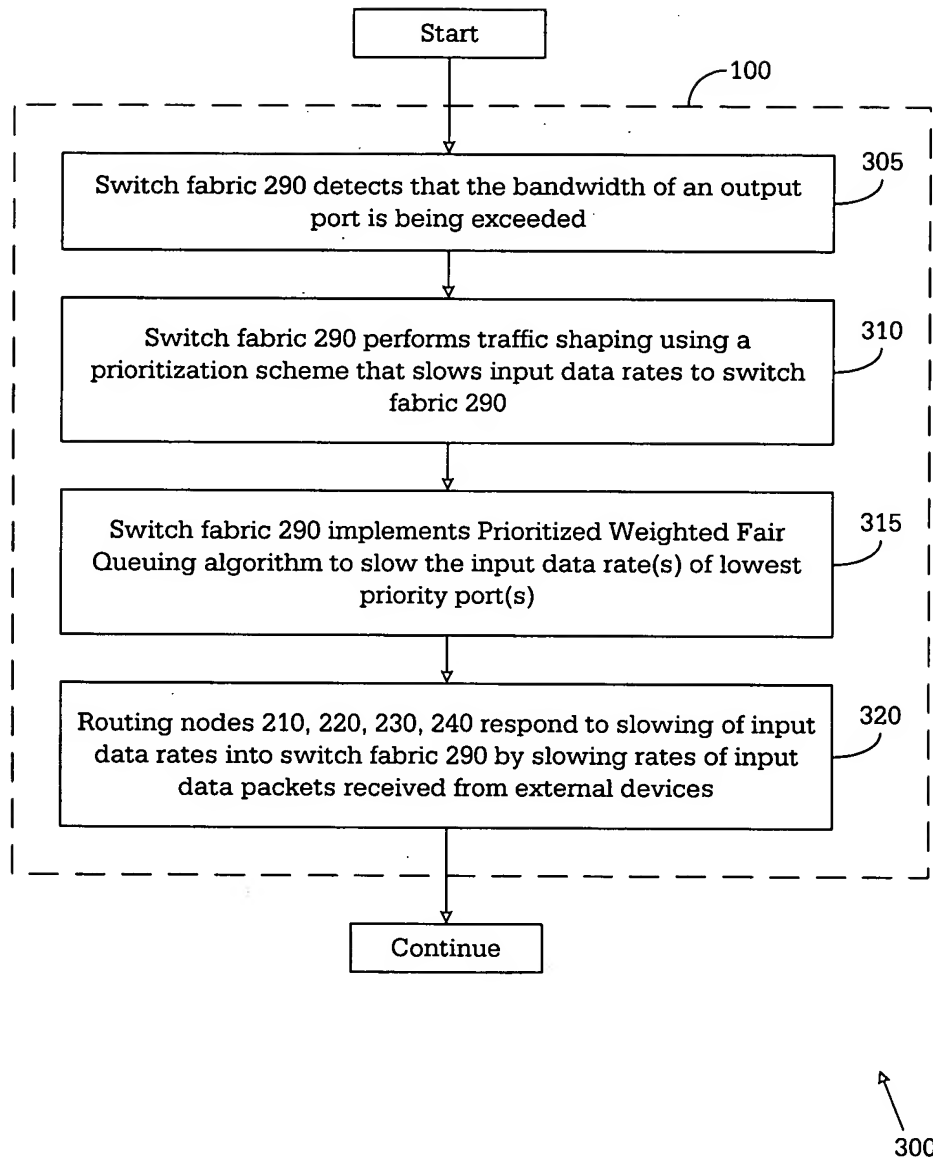 Start
100
Switch fabric 290 detects that the bandwidth of an output
port is being exceeded
305
Switch fabric 290 performs traffic shaping using a
prioritization scheme that slows input data rates to switch
fabric 290
310
Switch fabric 290 implements Prioritized Weighted Fair
Queuing algorithm to slow the input data rate(s) of lowest
priority port(s)
315
Routing nodes 210, 220, 230, 240 respond to slowing of input
data rates into switch fabric 290 by slowing rates of input
data packets received from external devices
320
Continue
300